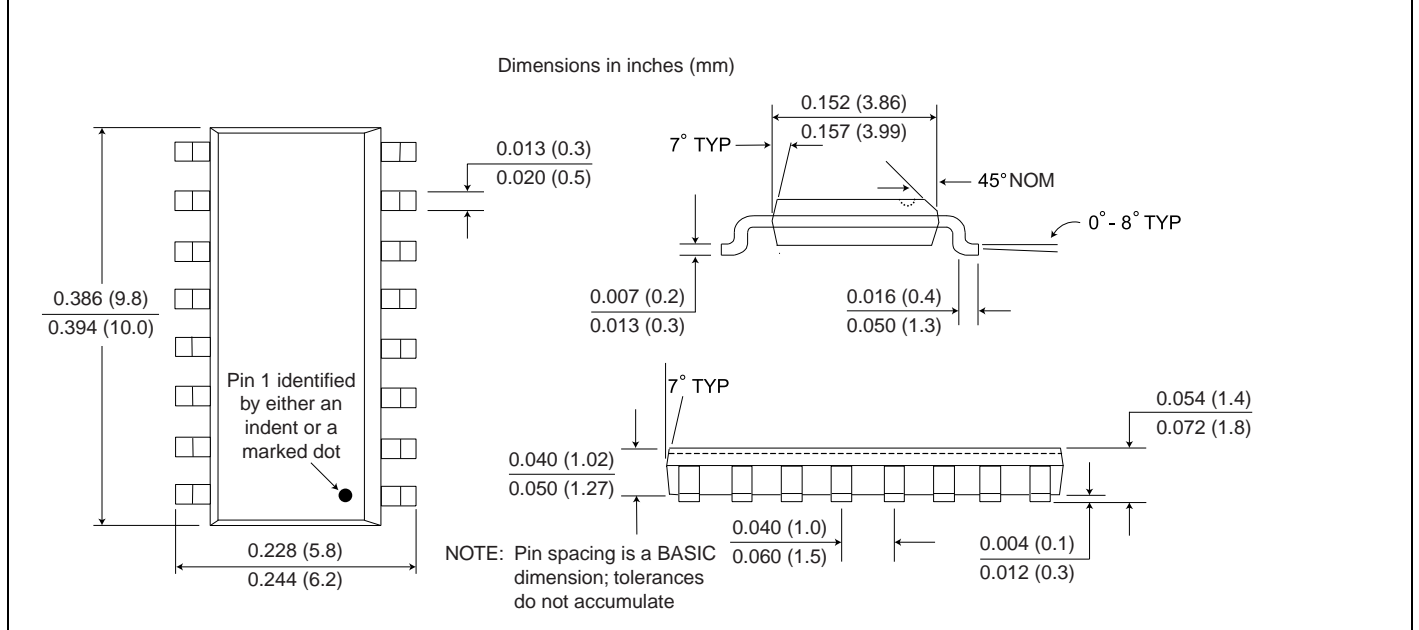 Dimensions in inches (mm)
0.386 (9.8)
0.394 (10.0)
0.013 (0.3)
0.020 (0.5)
Pin 1 identified
by either an
indent or a
marked dot
0.228 (5.8)
0.244 (6.2)
0.152 (3.86)
0.157 (3.99)
7° TYP
45° NOM
0° - 8° TYP
0.007 (0.2)
0.013 (0.3)
0.016 (0.4)
0.050 (1.3)
7° TYP
0.054 (1.4)
0.072 (1.8)
0.040 (1.02)
0.050 (1.27)
0.040 (1.0)
0.060 (1.5)
0.004 (0.1)
0.012 (0.3)
NOTE: Pin spacing is a BASIC
dimension; tolerances
do not accumulate